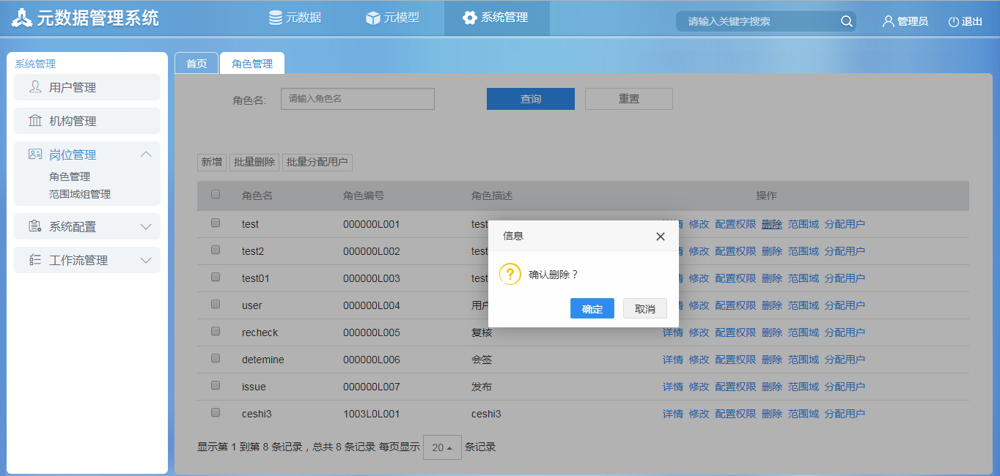 元数据管理系统 元数据 元模型 系统管理 请输入关键字搜索 管理员 退出
系统管理
用户管理
机构管理
岗位管理
角色管理
范围域组管理
系统配置
工作流管理
首页 角色管理
角色名: 请输入角色名 查询 重置
新增 批量删除 批量分配用户
角色名 角色编号 角色描述 操作
test 000000L001 test 情 修改 配置权限 删除 范围域 分配用户
test2 000000L002 test 情 修改 配置权限 删除 范围域 分配用户
test01 000000L003 test 情 修改 配置权限 删除 范围域 分配用户
user 000000L004 用户 情 修改 配置权限 删除 范围域 分配用户
recheck 000000L005 复核 详情 修改 配置权限 删除 范围域 分配用户
detemine 000000L006 会签 详情 修改 配置权限 删除 范围域 分配用户
issue 000000L007 发布 详情 修改 配置权限 删除 范围域 分配用户
ceshi3 1003L0L001 ceshi3 详情 修改 配置权限 删除 范围域 分配用户
显示第 1 到第 8 条记录，总共 8 条记录 每页显示 20 条记录
信息
确认删除？
确定 取消